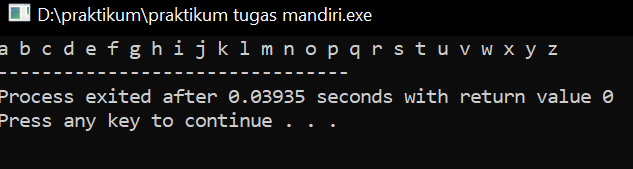 D:\praktikum\praktikum tugas mandiri.exe
a b c d e f g h i j k l m n o p q r s t u v w x y z
--------------------------------
Process exited after 0.03935 seconds with return value 0
Press any key to continue . . .